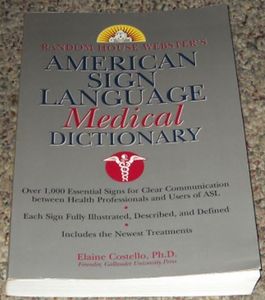 RANDOM HOUSE WEBSTER'S
AMERICAN
SIGN
LANGUAGE
Medical
DICTIONARY
Over 1,000 Essential Signs for Clear Communication
between Health Professionals and Users of ASL
Each Sign Fully Illustrated, Described, and Defined
Includes the Newest Treatments
Elaine Costello, Ph.D.
Founder, Gallaudet University Press